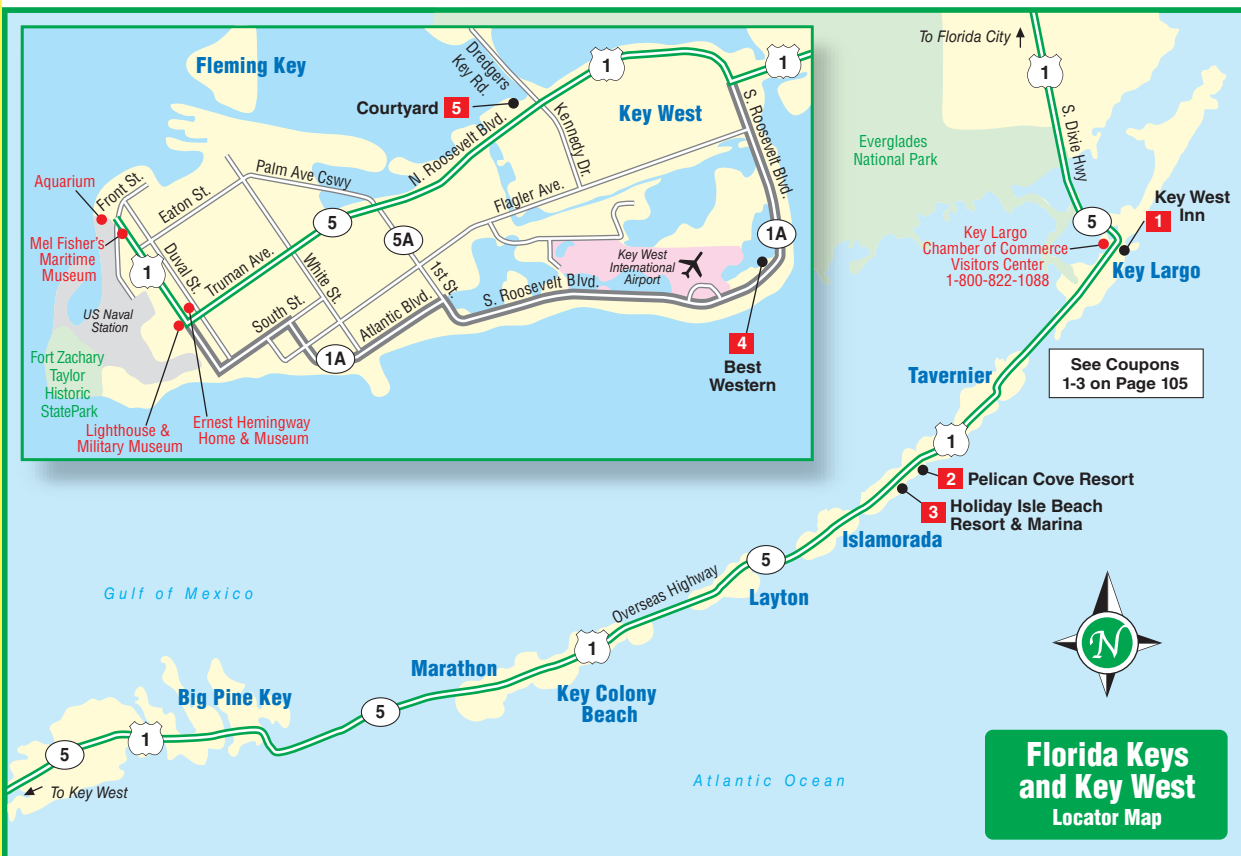 Fleming Key
Dredgers
Key Rd.
1
1
Courtyard 5
Key West
N. Roosevelt Blvd.
Kennedy Dr.
S. Roosevelt Blvd.
Palm Ave Cswy
Aquarium
Front St.
Eaton St.
Flagler Ave.
5
5A
1A
Mel Fisher's
Maritime
Museum
1
Duval St.
Truman Ave.
White St.
1st St.
Key West
International
Airport
US Naval
Station
South St.
Atlantic Blvd.
S. Roosevelt Blvd.
1A
4
Best
Western
Fort Zachary
Taylor
Historic
StatePark
Lighthouse &
Military Museum
Ernest Hemingway
Home & Museum
To Florida City
1
S. Dixie Hwy
Everglades
National Park
Key West
Inn
1
5
Key Largo
Chamber of Commerce
Visitors Center
1-800-822-1088
Key Largo
See Coupons
1-3 on Page 105
Tavernier
1
2 Pelican Cove Resort
3 Holiday Isle Beach
Resort & Marina
Islamorada
5
Layton
Overseas Highway
Gulf of Mexico
1
Marathon
Key Colony
Beach
Big Pine Key
5
1
5
To Key West
Atlantic Ocean
N
Florida Keys
and Key West
Locator Map